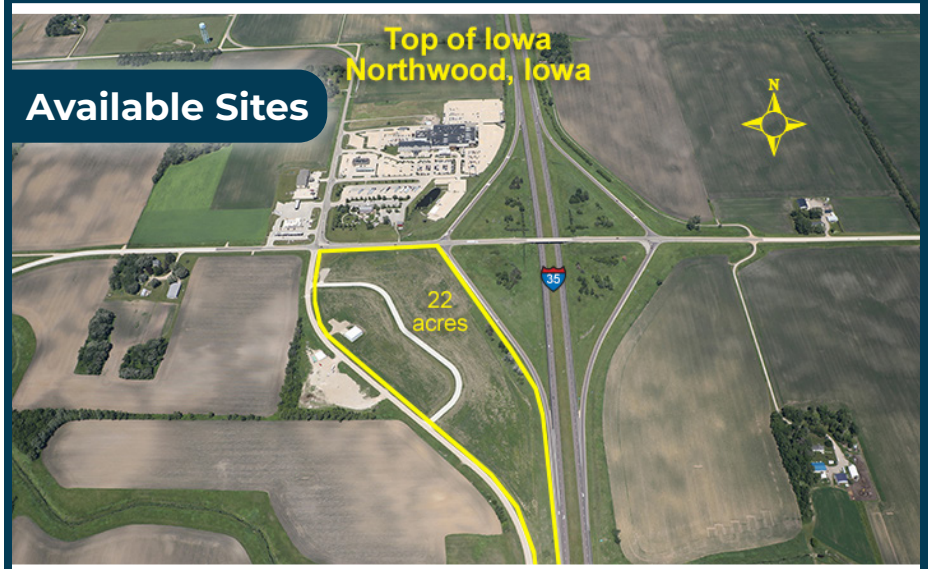 Top of Iowa
Northwood, Iowa
Available Sites
N
22
acres
35